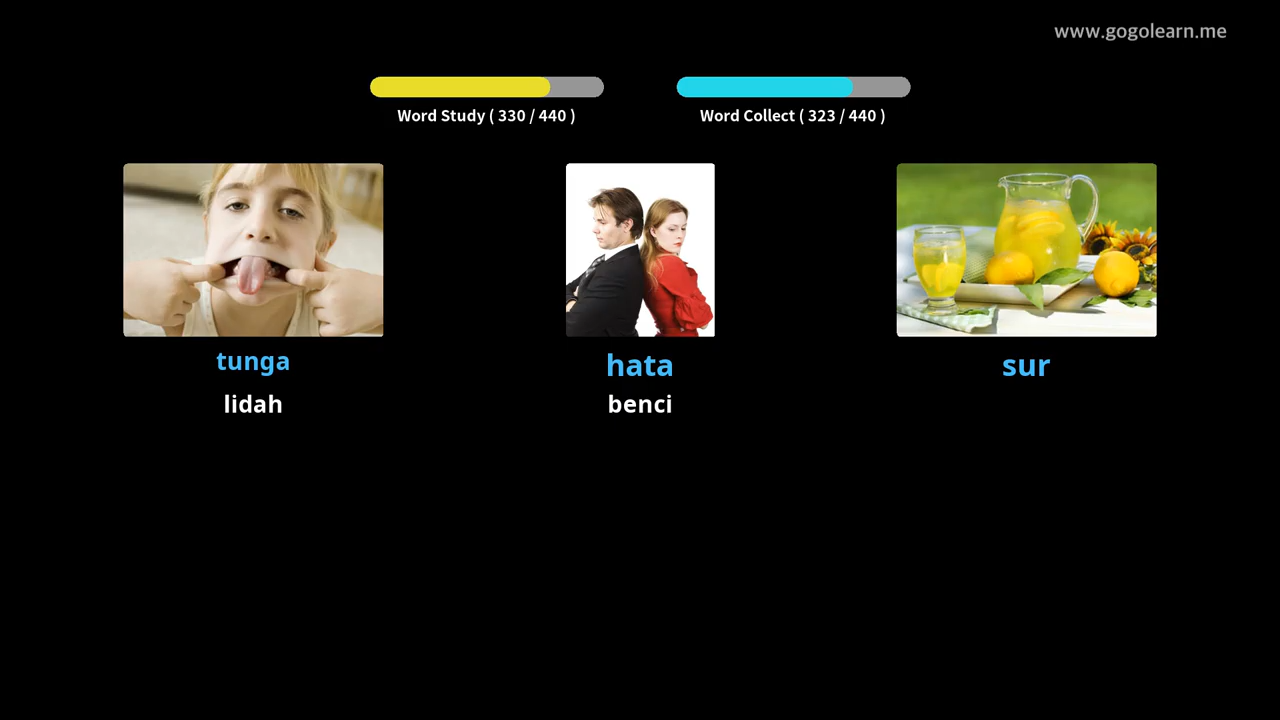 www.gogolearn.me
Word Study ( 330 / 440 )
Word Collect ( 323 / 440 )
tunga
hata
sur
lidah
benci